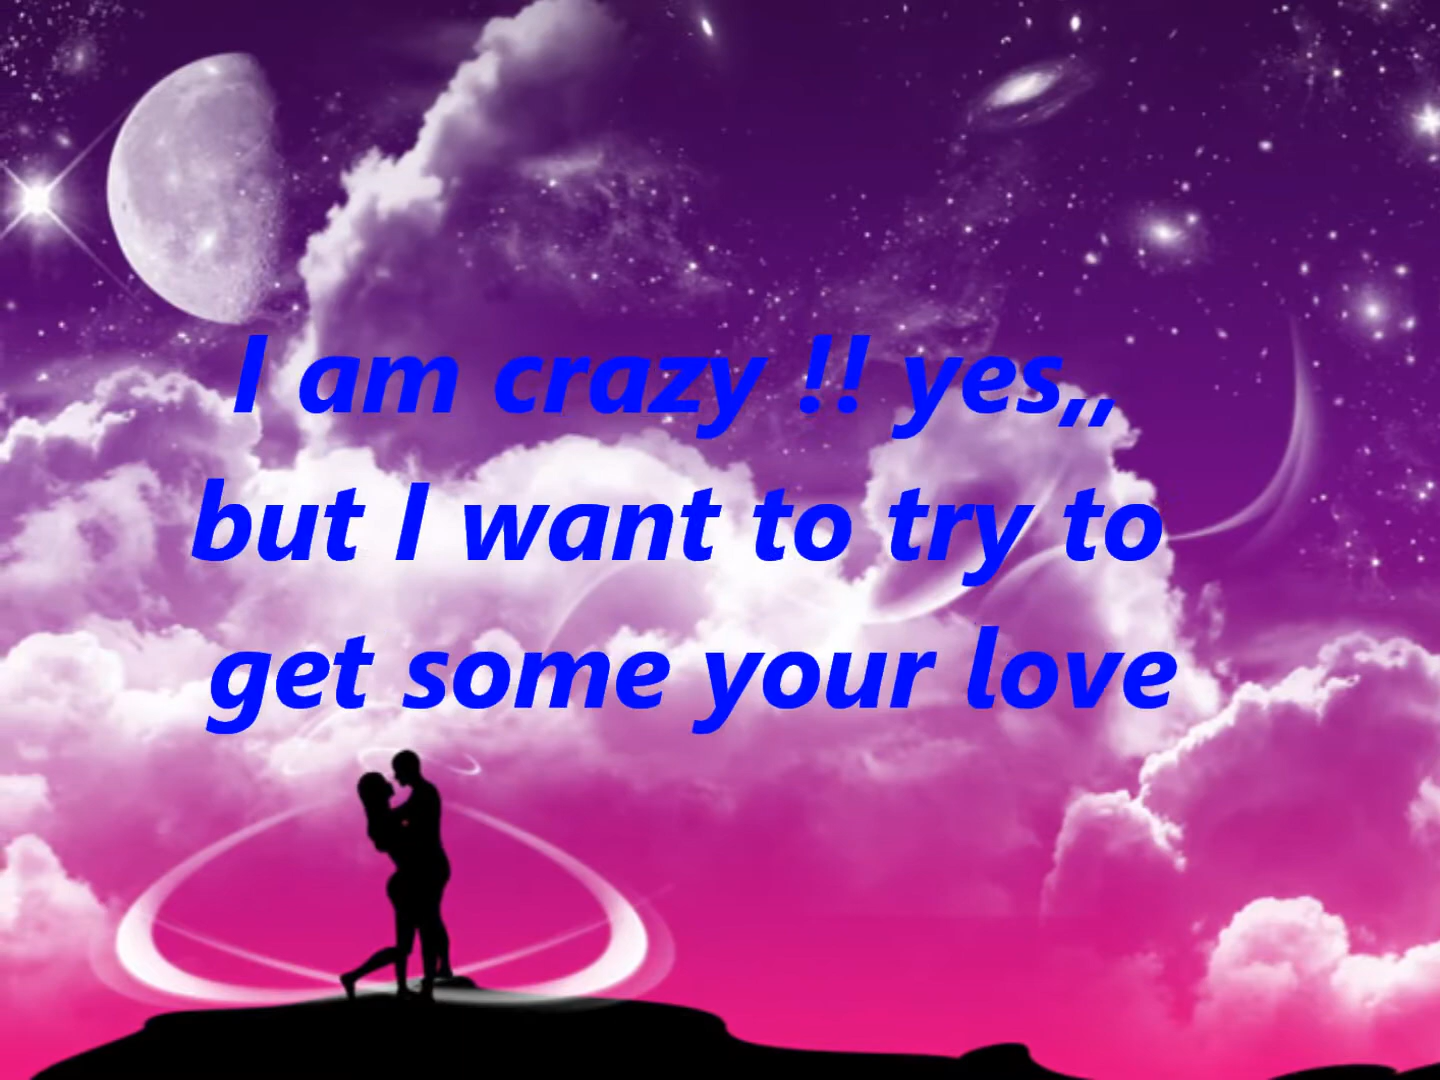 I am crazy !! yes,,
but I want to try to
get some your love